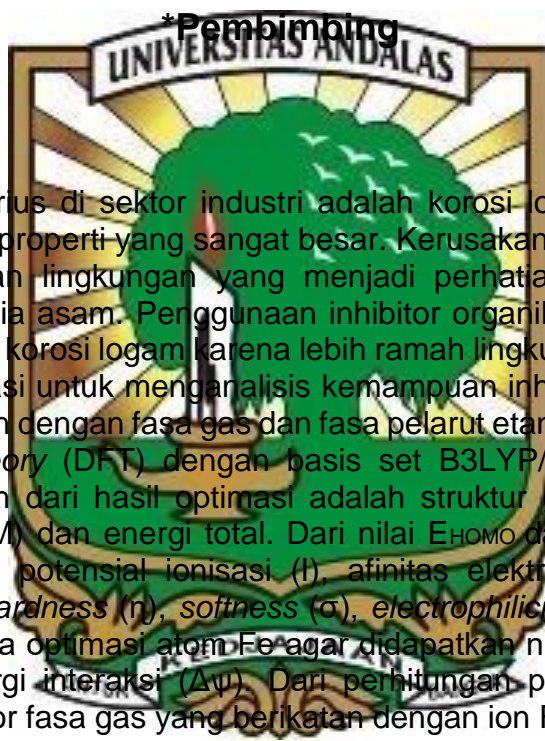 *Pembimbing
UNIVERSITAS ANDALAS
rius di sektor industri adalah korosi lo
properti yang sangat besar. Kerusakan
an lingkungan yang menjadi perhatia
ia asam. Penggunaan inhibitor organil
korosi logam karena lebih ramah lingku
asi untuk menganalisis kemampuan inh
n dengan fasa gas dan fasa pelarut etan
ory (DFT) dengan basis set B3LYP/
n dari hasil optimasi adalah struktur
M) dan energi total. Dari nilai EHOMO da
potensial ionisasi (I), afinitas elektr
ardness (η), softness (σ), electrophilici
a optimasi atom Fe agar didapatkan n
rgi interaksi (Δψ). Dari perhitungan p
or fasa gas yang berikatan dengan ion F